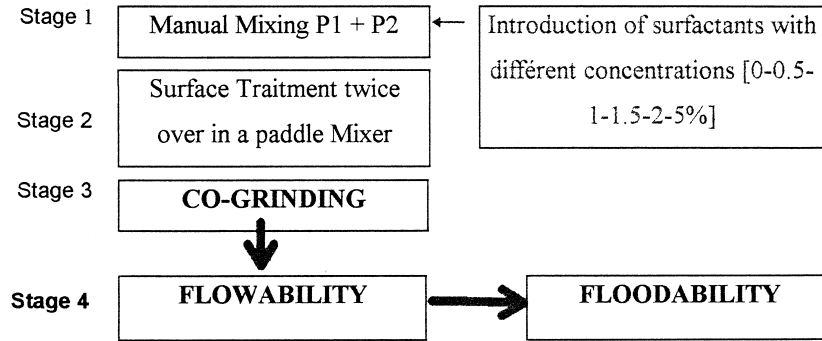 Stage 1
Manual Mixing P1 + P2
Introduction of surfactants with
différent concentrations [0-0.5-
1-1.5-2-5%]
Stage 2
Surface Traitment twice
over in a paddle Mixer
Stage 3
CO-GRINDING
Stage 4
FLOWABILITY
FLOODABILITY